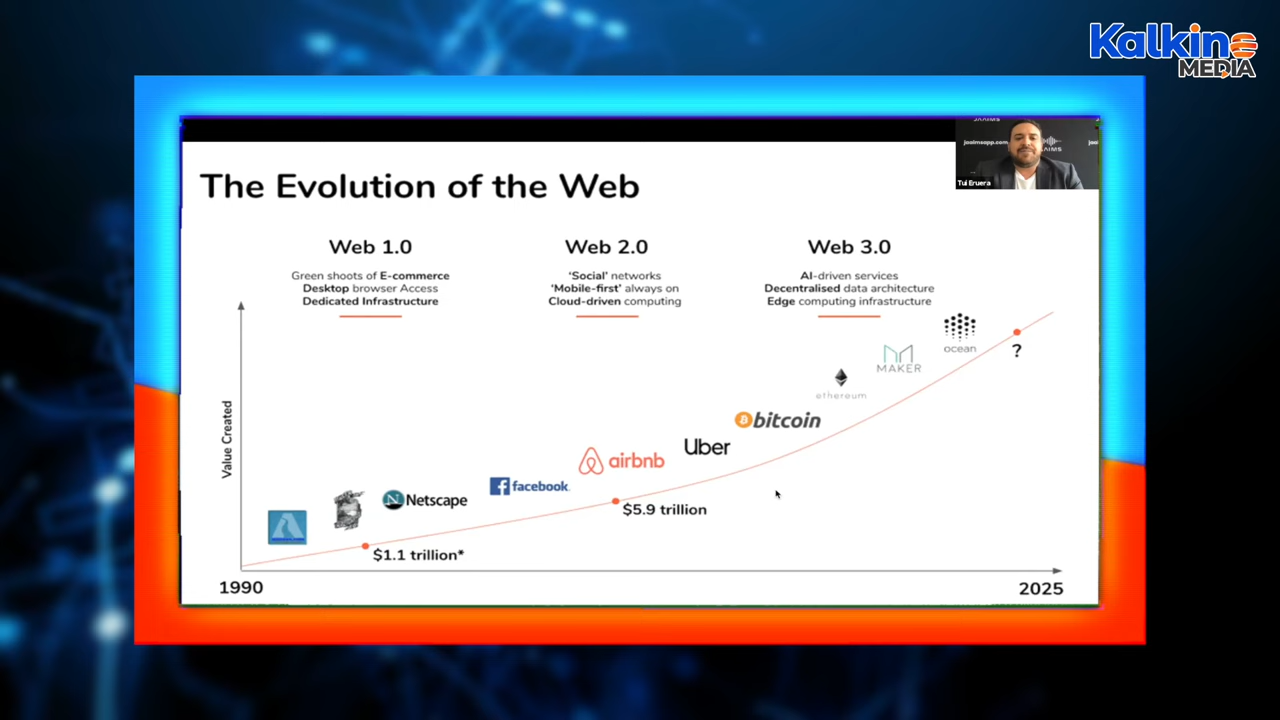 Kalkine
MEDIA
jaaimsapp.com
Tui Eruera
The Evolution of the Web
Web 1.0
Green shoots of E-commerce
Desktop browser Access
Dedicated Infrastructure
Web 2.0
‘Social’ networks
‘Mobile-first’ always on
Cloud-driven computing
Web 3.0
AI-driven services
Decentralised data architecture
Edge computing infrastructure
ocean
?
MAKER
ethereum
bitcoin
Uber
airbnb
facebook.
Netscape
Value Created
$5.9 trillion
$1.1 trillion*
1990
2025